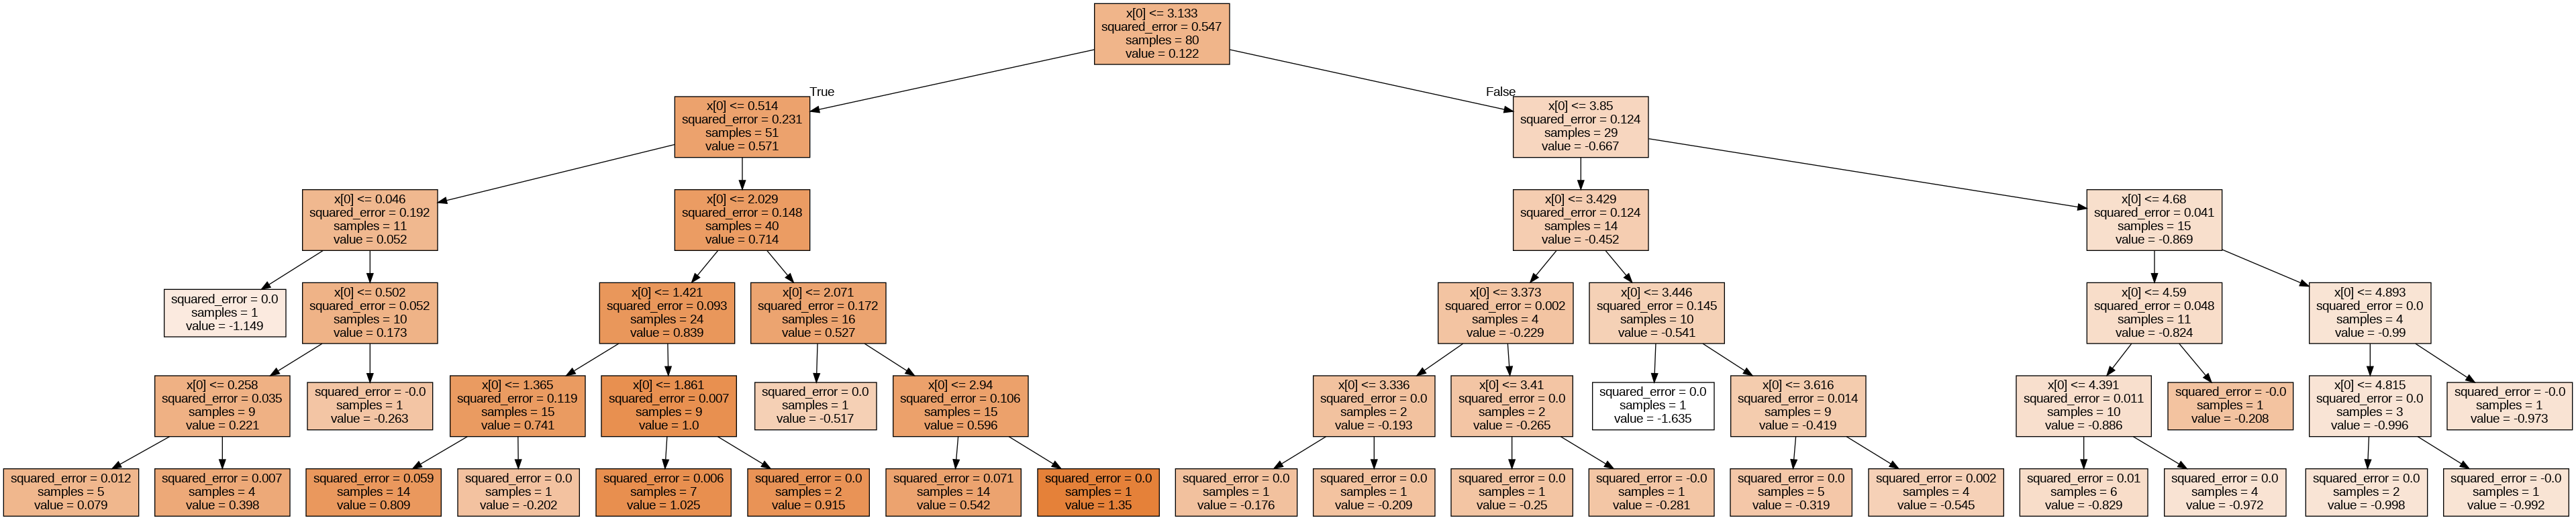 x[0] <= 3.133
squared_error = 0.547
samples = 80
value = 0.122
True
False
x[0] <= 0.514
squared_error = 0.231
samples = 51
value = 0.571
x[0] <= 3.85
squared_error = 0.124
samples = 29
value = -0.667
x[0] <= 0.046
squared_error = 0.192
samples = 11
value = 0.052
x[0] <= 2.029
squared_error = 0.148
samples = 40
value = 0.714
x[0] <= 3.429
squared_error = 0.124
samples = 14
value = -0.452
x[0] <= 4.68
squared_error = 0.041
samples = 15
value = -0.869
squared_error = 0.0
samples = 1
value = -1.149
x[0] <= 0.502
squared_error = 0.052
samples = 10
value = 0.173
x[0] <= 1.421
squared_error = 0.093
samples = 24
value = 0.839
x[0] <= 2.071
squared_error = 0.172
samples = 16
value = 0.527
x[0] <= 3.373
squared_error = 0.002
samples = 4
value = -0.229
x[0] <= 3.446
squared_error = 0.145
samples = 10
value = -0.541
x[0] <= 4.59
squared_error = 0.048
samples = 11
value = -0.824
x[0] <= 4.893
squared_error = 0.0
samples = 4
value = -0.99
x[0] <= 0.258
squared_error = 0.035
samples = 9
value = 0.221
squared_error = -0.0
samples = 1
value = -0.263
x[0] <= 1.365
squared_error = 0.119
samples = 15
value = 0.741
x[0] <= 1.861
squared_error = 0.007
samples = 9
value = 1.0
squared_error = 0.0
samples = 1
value = -0.517
x[0] <= 2.94
squared_error = 0.106
samples = 15
value = 0.596
x[0] <= 3.336
squared_error = 0.0
samples = 2
value = -0.193
x[0] <= 3.41
squared_error = 0.0
samples = 2
value = -0.265
squared_error = 0.0
samples = 1
value = -1.635
x[0] <= 3.616
squared_error = 0.014
samples = 9
value = -0.419
x[0] <= 4.391
squared_error = 0.011
samples = 10
value = -0.886
squared_error = -0.0
samples = 1
value = -0.208
x[0] <= 4.815
squared_error = 0.0
samples = 3
value = -0.996
squared_error = -0.0
samples = 1
value = -0.973
squared_error = 0.012
samples = 5
value = 0.079
squared_error = 0.007
samples = 4
value = 0.398
squared_error = 0.059
samples = 14
value = 0.809
squared_error = 0.0
samples = 1
value = -0.202
squared_error = 0.006
samples = 7
value = 1.025
squared_error = 0.0
samples = 2
value = 0.915
squared_error = 0.071
samples = 14
value = 0.542
squared_error = 0.0
samples = 1
value = 1.35
squared_error = 0.0
samples = 1
value = -0.176
squared_error = 0.0
samples = 1
value = -0.209
squared_error = 0.0
samples = 1
value = -0.25
squared_error = -0.0
samples = 1
value = -0.281
squared_error = 0.0
samples = 5
value = -0.319
squared_error = 0.002
samples = 4
value = -0.545
squared_error = 0.01
samples = 6
value = -0.829
squared_error = 0.0
samples = 4
value = -0.972
squared_error = 0.0
samples = 2
value = -0.998
squared_error = -0.0
samples = 1
value = -0.992